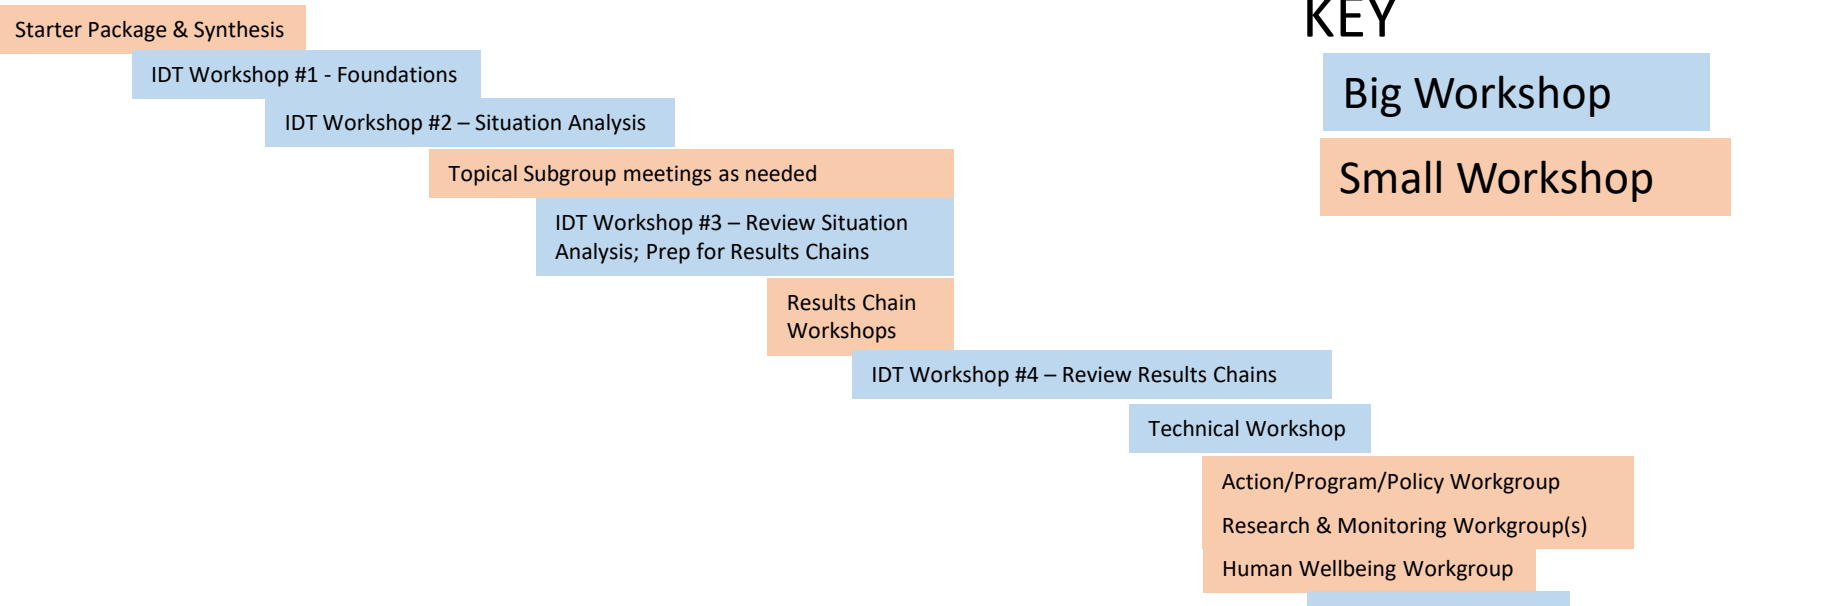 Starter Package & Synthesis
IDT Workshop #1 - Foundations
IDT Workshop #2 – Situation Analysis
Topical Subgroup meetings as needed
IDT Workshop #3 – Review Situation
Analysis; Prep for Results Chains
Results Chain
Workshops
IDT Workshop #4 – Review Results Chains
Technical Workshop
Action/Program/Policy Workgroup
Research & Monitoring Workgroup(s)
Human Wellbeing Workgroup
KEY
Big Workshop
Small Workshop